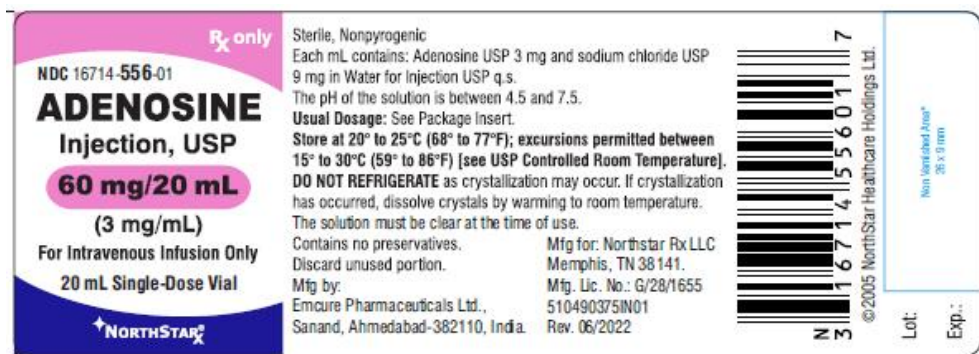 Rx only
NDC 16714-556-01
ADENOSINE
Injection, USP
60 mg/20 mL
(3 mg/mL)
For Intravenous Infusion Only
20 mL Single-Dose Vial
NORTHSTARx®
Sterile, Nonpyrogenic
Each mL contains: Adenosine USP 3 mg and sodium chloride USP
9 mg in Water for Injection USP q.s.
The pH of the solution is between 4.5 and 7.5.
Usual Dosage: See Package Insert.
Store at 20° to 25°C (68° to 77°F); excursions permitted between
15° to 30°C (59° to 86°F) [see USP Controlled Room Temperature].
DO NOT REFRIGERATE as crystallization may occur. If crystallization
has occurred, dissolve crystals by warming to room temperature.
The solution must be clear at the time of use.
Contains no preservatives.
Discard unused portion.
Mfg by:
Emcure Pharmaceuticals Ltd.,
Sanand, Ahmedabad-382110, India.
Mfg for: Northstar Rx LLC
Memphis, TN 38141.
Mfg. Lic. No.: G/28/1655
510490375IN01
Rev. 06/2022
N 3 16714 55601 7
©2005 NorthStar Healthcare Holdings Ltd.
Non Varnished Area*
26 x 9 mm
Lot:
Exp.: